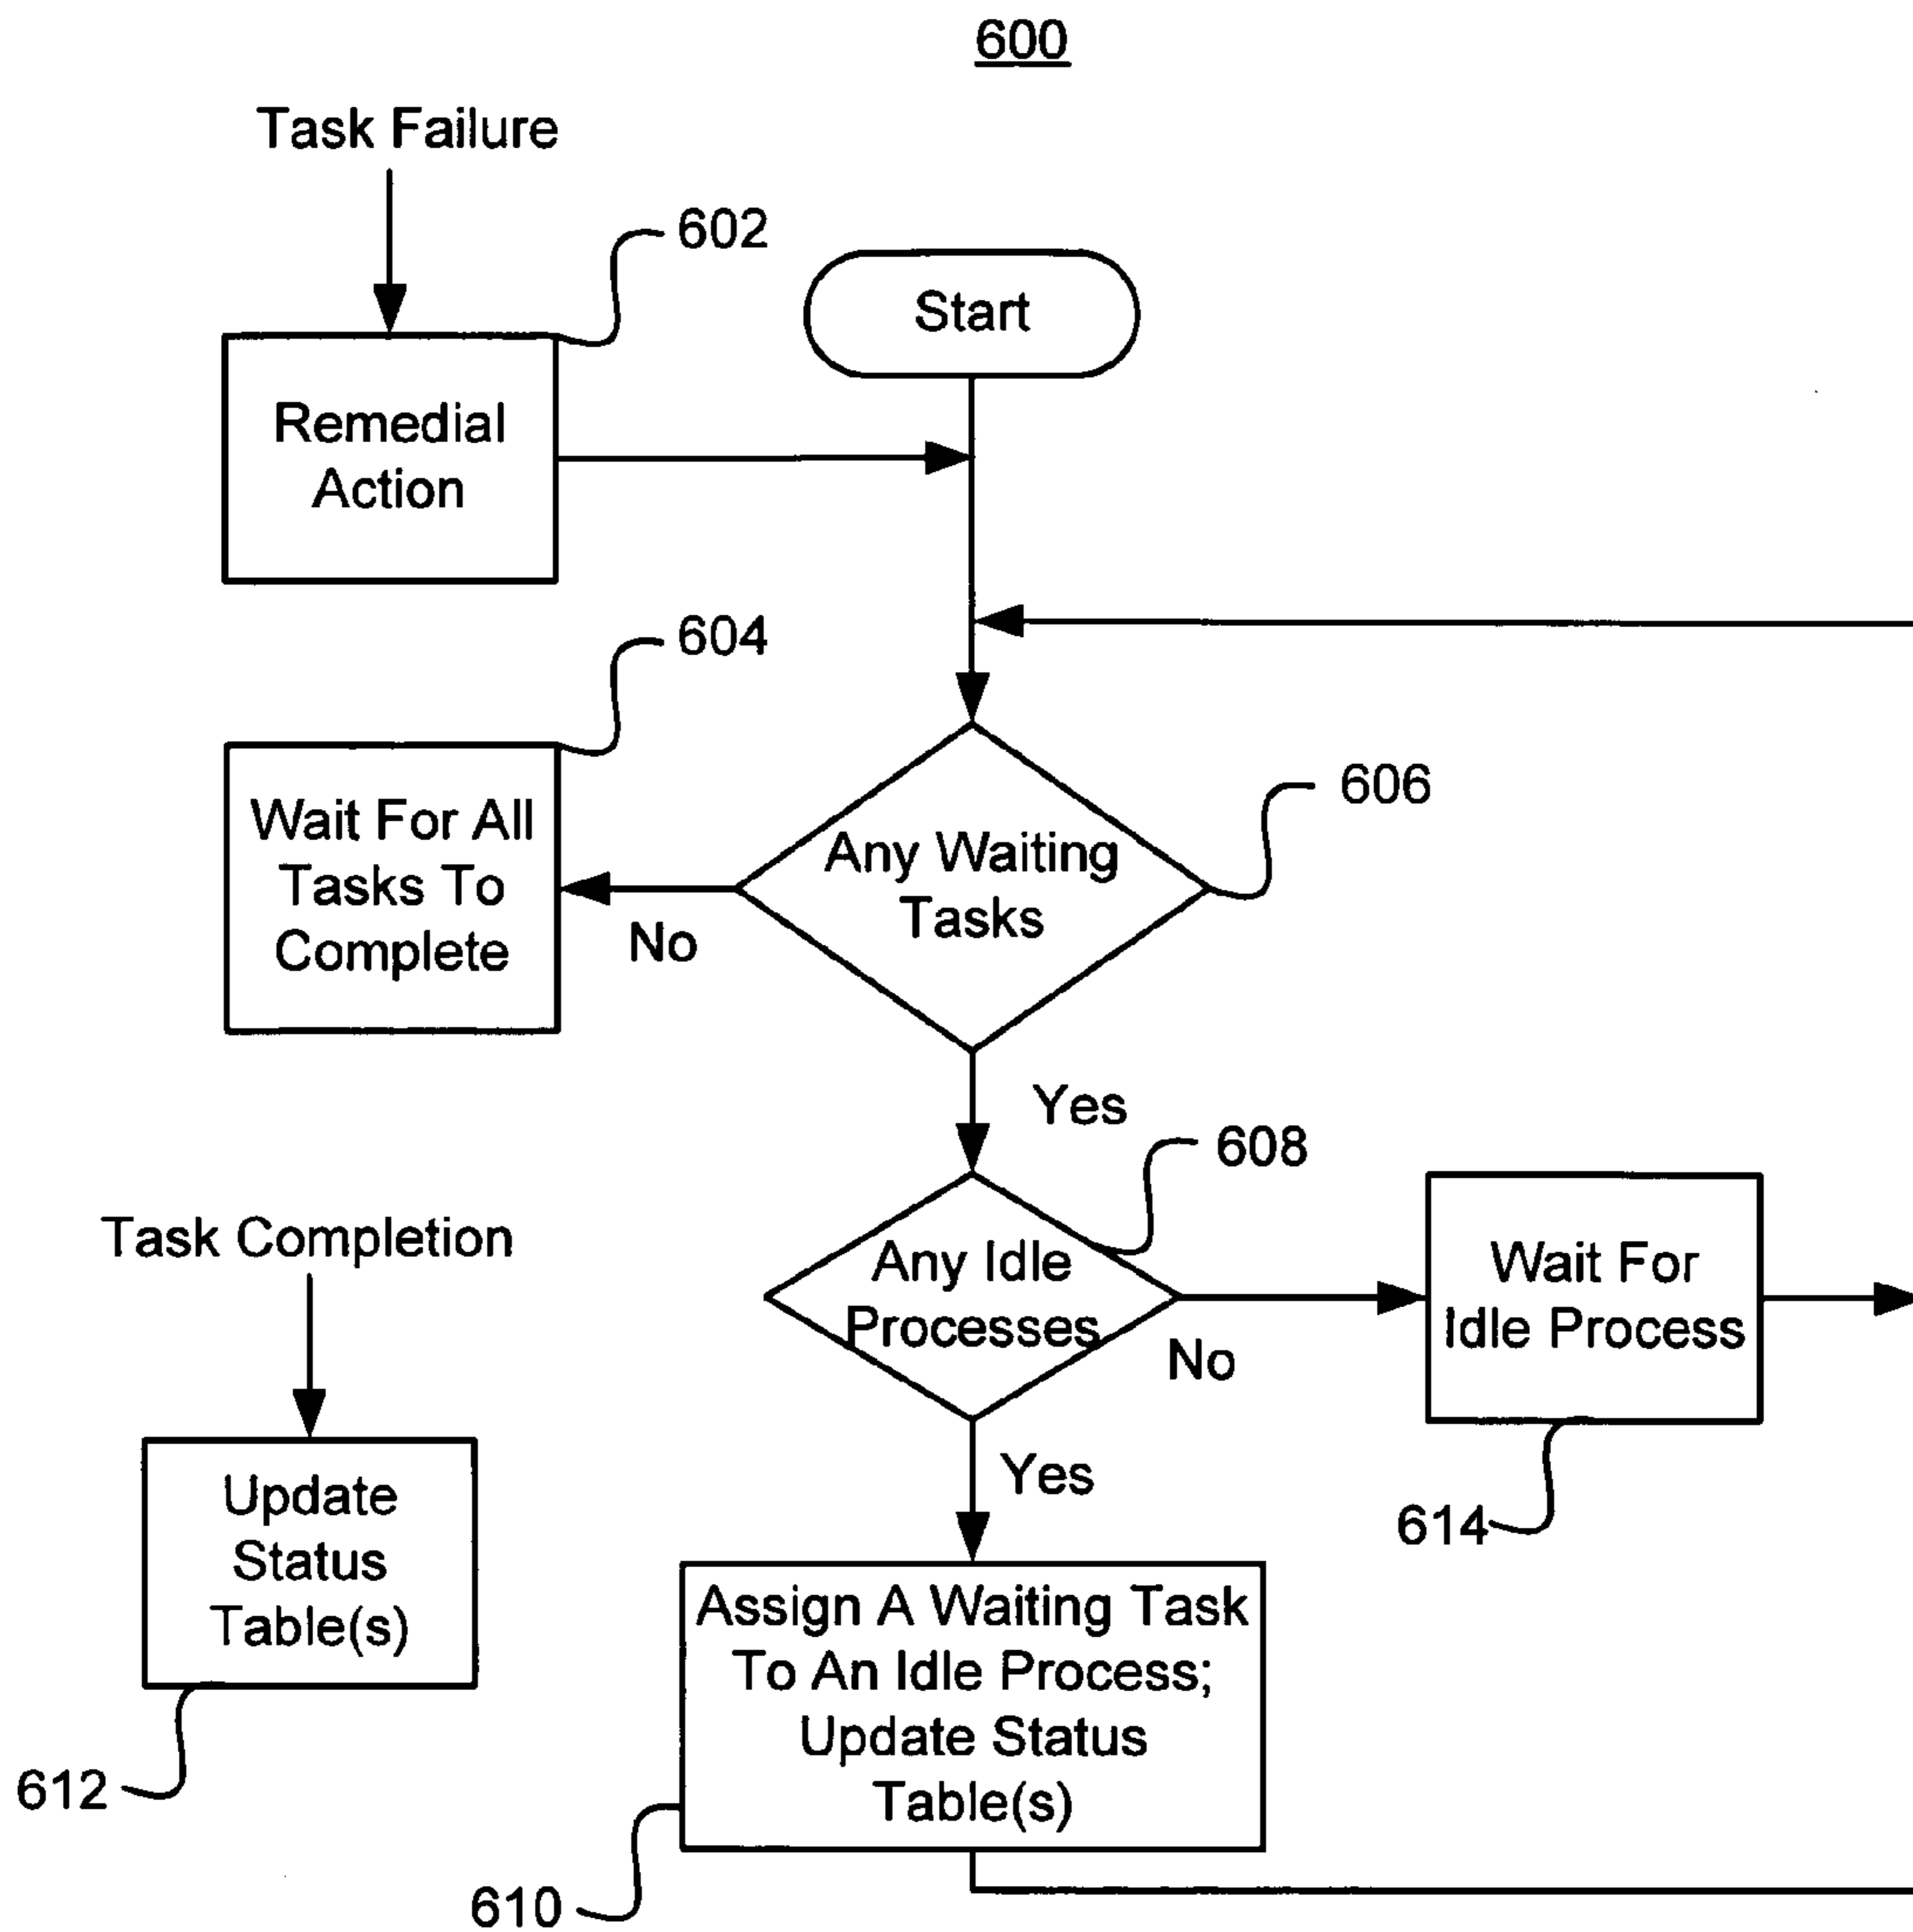 600
Task Failure
602
Start
Remedial
Action
604
606
Wait For All
Tasks To
Complete
Any Waiting
Tasks
No
Yes
608
Task Completion
Any Idle
Processes
No
Wait For
Idle Process
Yes
614
Update
Status
Table(s)
612
Assign A Waiting Task
To An Idle Process;
Update Status
Table(s)
610